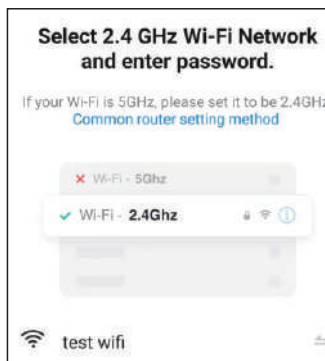 Select 2.4 GHz Wi-Fi Network
and enter password.
If your Wi-Fi is 5GHz, please set it to be 2.4GHz
Common router setting method
Wi-Fi - 5Ghz
Wi-Fi - 2.4Ghz
test wifi